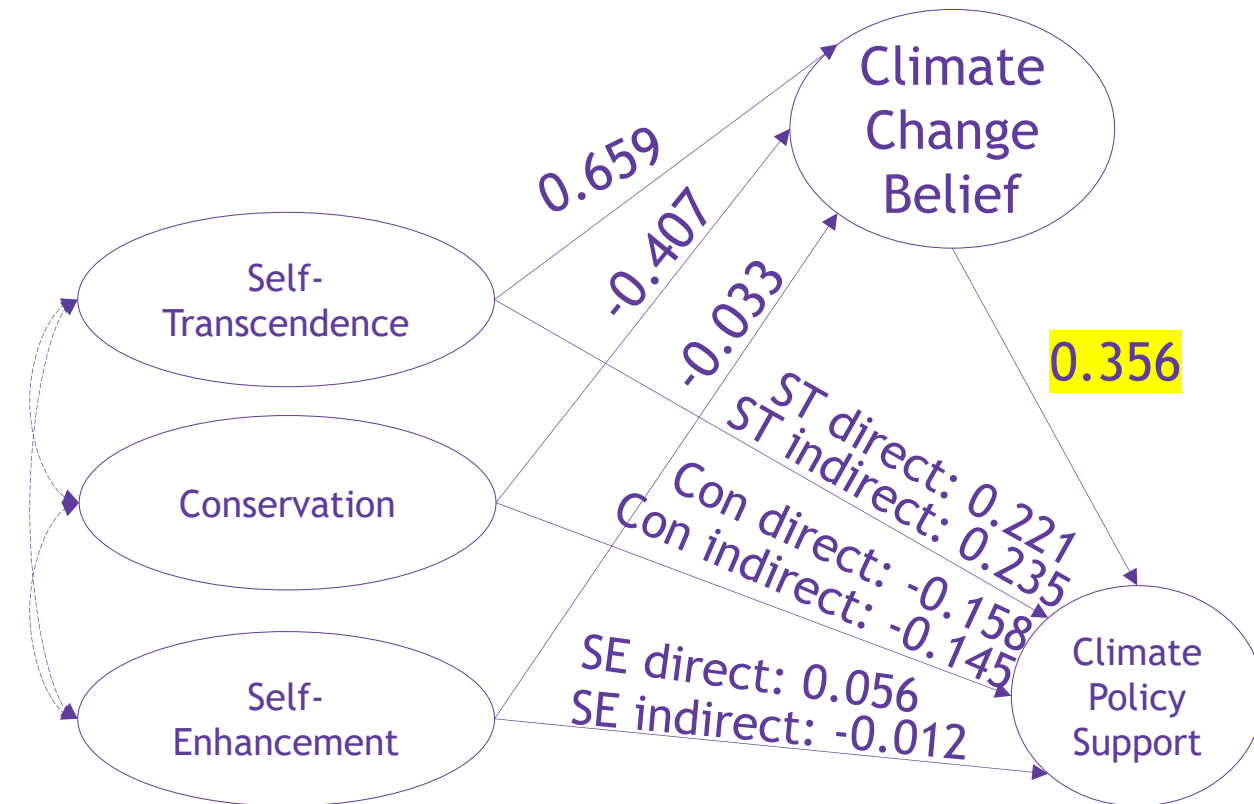 Climate
Change
Belief
0.659
-0.407
-0.033
Self-
Transcendence
0.356
ST direct: 0.221
ST indirect: 0.235
Conservation
Con direct: -0.158
Con indirect: -0.145
Self-
Enhancement
SE direct: 0.056
SE indirect: -0.012
Climate
Policy
Support